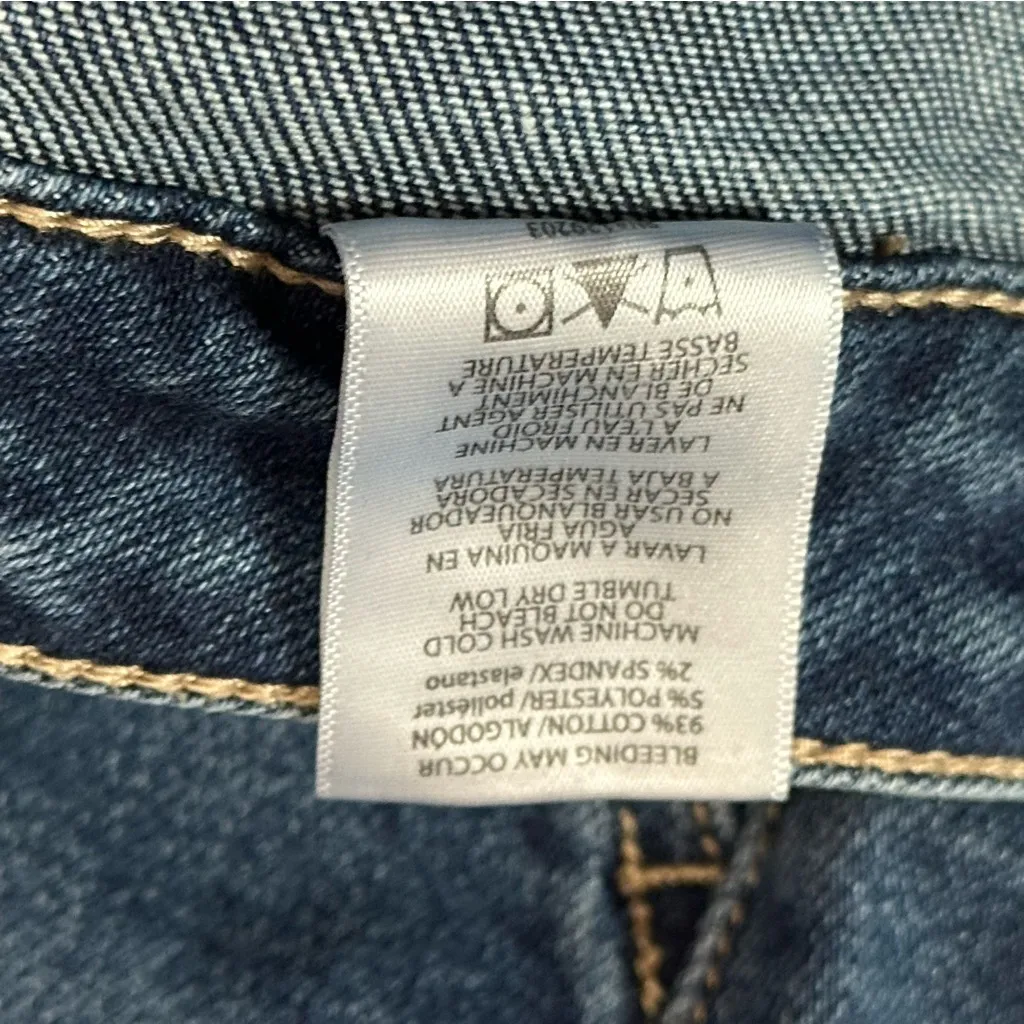 BLEEDING MAY OCCUR
93% COTTON/ ALGODÓN
5% POLYESTER/ poliéster
2% SPANDEX/ elastano
MACHINE WASH COLD
DO NOT BLEACH
TUMBLE DRY LOW
LAVAR A MAQUINA EN
AGUA FRIA
NO USAR BLANQUEADOR
SECAR EN SECADORA
A BAJA TEMPERATURA
LAVER EN MACHINE
A L'EAU FROID
NE PAS UTILISER AGENT
DE BLANCHIMENT
SECHER EN MACHINE A
BASSE TEMPERATURE